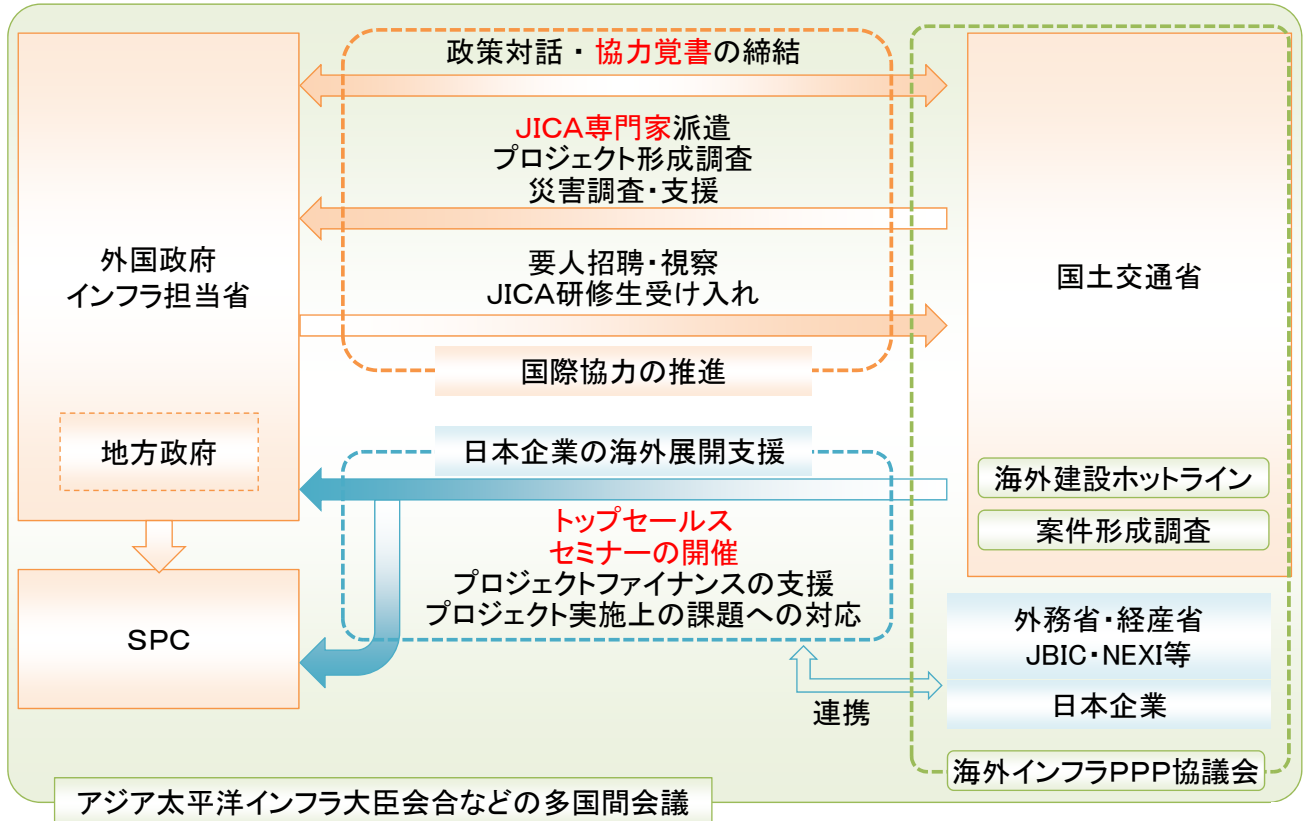 政策対話・協力覚書の締結
JICA専門家派遣
プロジェクト形成調査
災害調査・支援
要人招聘・視察
JICA研修生受け入れ
国際協力の推進
外国政府
インフラ担当省
地方政府
SPC
国土交通省
海外建設ホットライン
案件形成調査
日本企業の海外展開支援
トップセールス
セミナーの開催
プロジェクトファイナンスの支援
プロジェクト実施上の課題への対応
連携
外務省・経産省
JBIC・NEXI等
日本企業
海外インフラPPP協議会
アジア太平洋インフラ大臣会合などの多国間会議